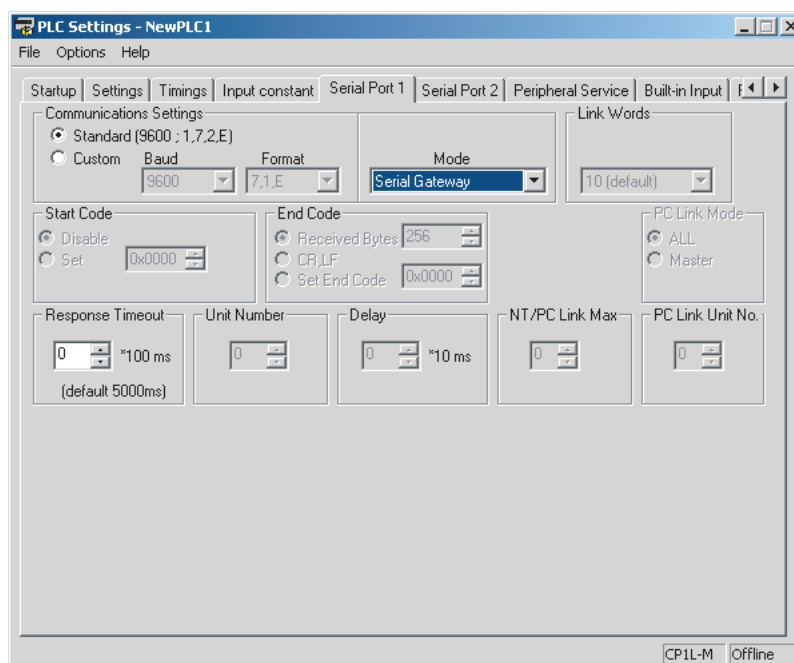 PLC Settings - NewPLC1
File Options Help
Startup Settings Timings Input constant Serial Port 1 Serial Port 2 Peripheral Service Built-in Input
Communications Settings Link Words
Standard (9600 ; 1,7,2,E)
Custom Baud Format Mode
9600 7,1,E Serial Gateway 10 (default)
Start Code End Code PC Link Mode
Disable Received Bytes 256 ALL
Set 0x0000 CR,LF Master
Set End Code 0x0000
Response Timeout Unit Number Delay NT/PC Link Max PC Link Unit No.
0 *100 ms 0 0 *10 ms 0 0
(default 5000ms)
CP1L-M Offline